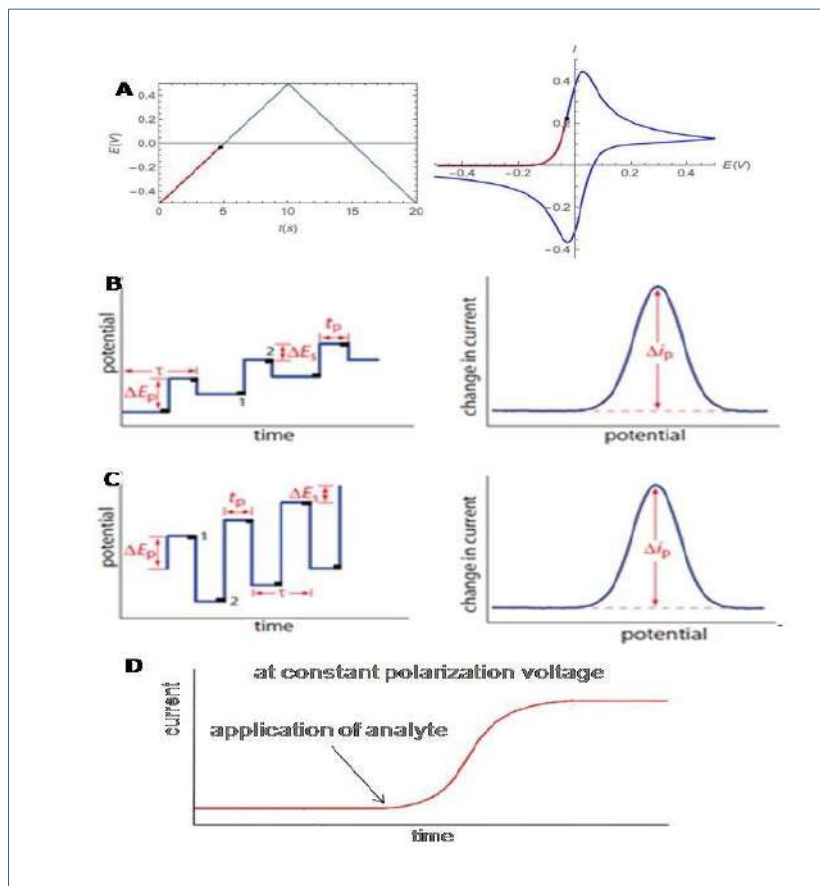 A
E(V)
0.4
0.2
0.0
−0.2
−0.4
0 5 10 15 20
t(s)
I
0.4
0.2
−0.2
−0.4
−0.4 −0.2 0.2 0.4
E(V)
B
potential
τ
ΔEp
1
2
ΔEs
tp
time
change in current
Δip
potential
C
potential
ΔEp
1
2
tp
τ
ΔEs
time
change in current
Δip
potential
D
at constant polarization voltage
current
application of analyte
time